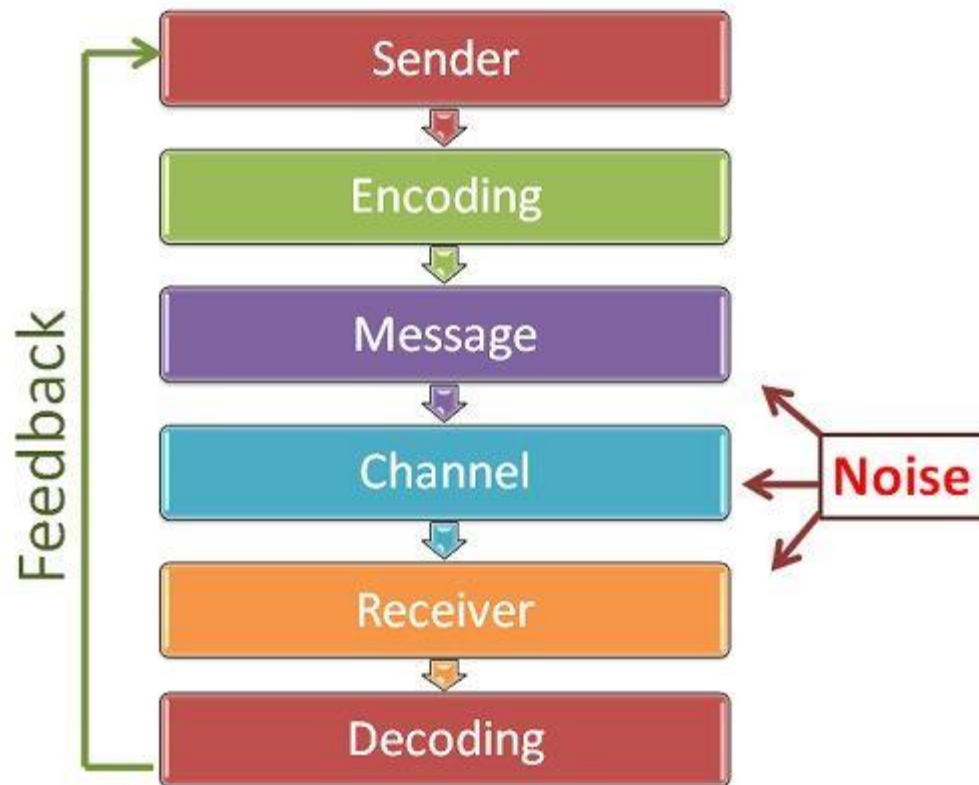 Sender
Encoding
Message
Channel
Receiver
Decoding
Feedback
Noise